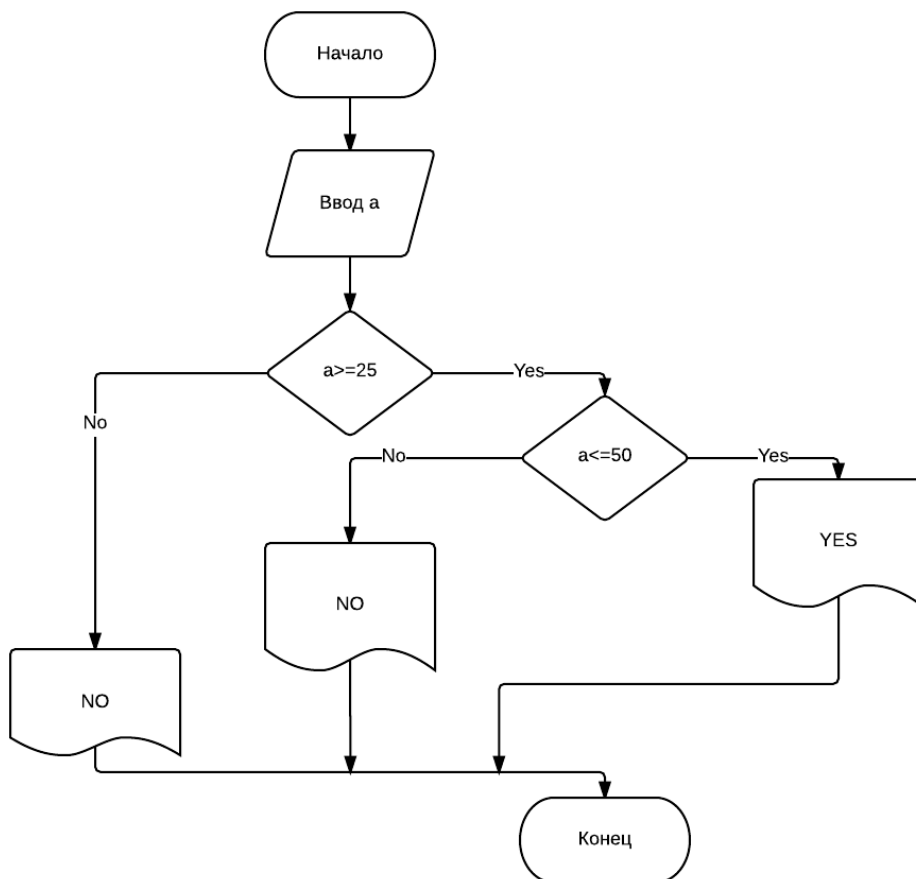 Начало
Ввод а
a>=25
Yes
No
a<=50
No
Yes
YES
NO
NO
Конец